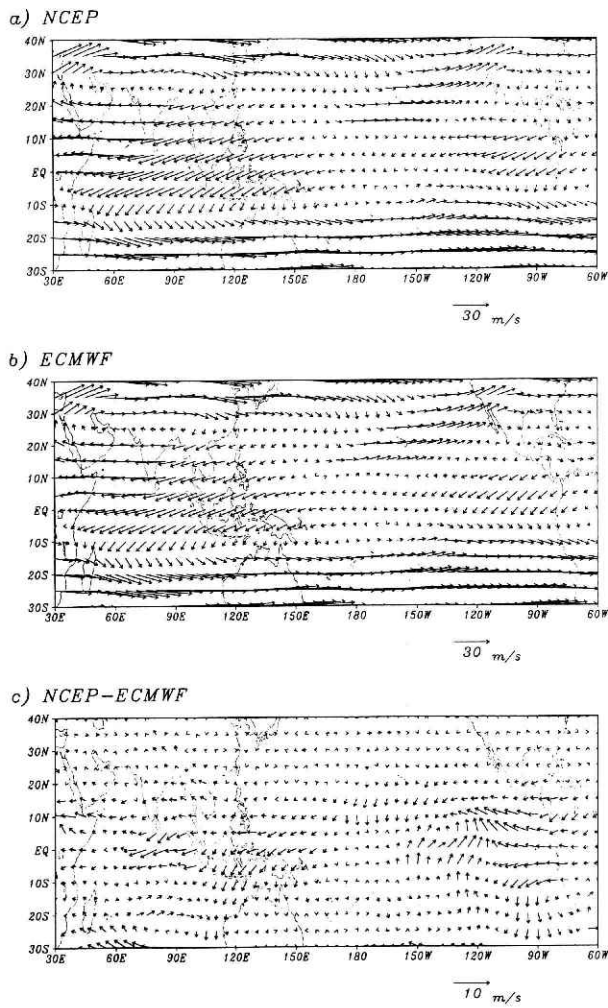 a) NCEP
40N
30N
20N
10N
EQ
10S
20S
30S
30E 60E 90E 120E 150E 180 150W 120W 90W 60W
30 m/s
b) ECMWF
40N
30N
20N
10N
EQ
10S
20S
30S
30E 60E 90E 120E 150E 180 150W 120W 90W 60W
30 m/s
c) NCEP-ECMWF
40N
30N
20N
10N
EQ
10S
20S
30S
30E 60E 90E 120E 150E 180 150W 120W 90W 60W
10 m/s